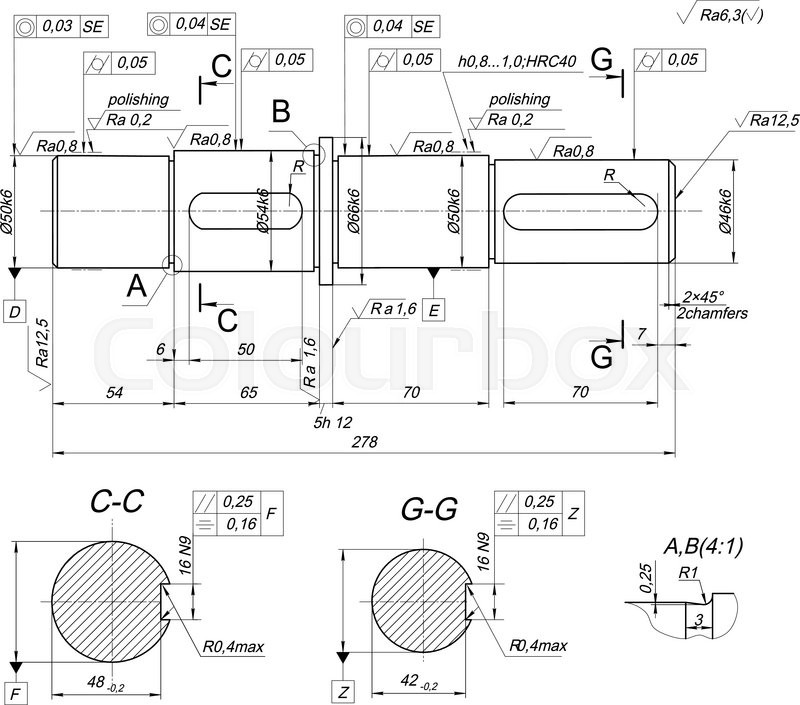 Ra6,3(√)
0,03 SE
0,04 SE
0,04 SE
0,05
0,05
0,05
0,05
C
G
h0,8...1,0;HRC40
polishing
Ra 0,2
polishing
Ra 0,2
B
Ra0,8
Ra0,8
Ra0,8
Ra0,8
Ra12,5
R
R
Ø50k6
Ø54k6
Ø66k6
Ø50k6
Ø46k6
A
D
C
E
G
2×45°
2chamfers
Ra12,5
Ra 1,6
Ra 1,6
6
50
7
54
65
70
70
5h 12
278
colourbox
C-C
G-G
A,B(4:1)
// 0,25 F
0,16
// 0,25 Z
0,16
16 N9
16 N9
R0,4max
R0,4max
0,25
R1
3
F
48 -0,2
Z
42 -0,2